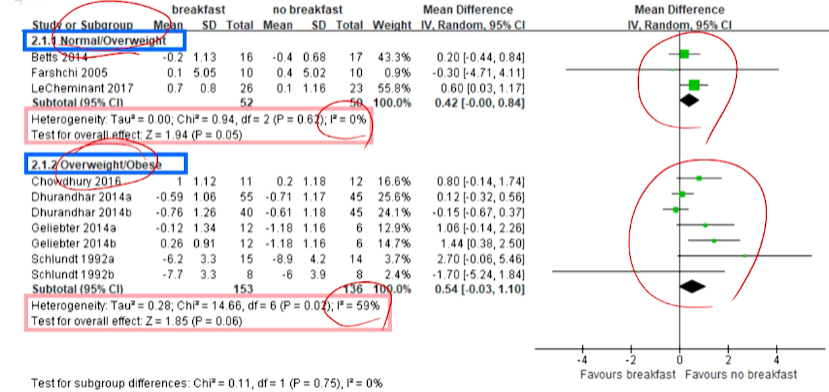 breakfast no breakfast Mean Difference Mean Difference
Study or Subgroup Mean SD Total Mean SD Total Weight IV, Random, 95% CI IV, Random, 95% CI
2.1.1 Normal/Overweight
Betts 2014 -0.2 1.13 16 -0.4 0.68 17 43.3% 0.20 [-0.44, 0.84]
Farshchi 2005 0.1 5.05 10 0.4 5.02 10 0.9% -0.30 [-4.71, 4.11]
LeCheminant 2017 0.7 0.8 26 0.1 1.16 23 55.8% 0.60 [0.03, 1.17]
Subtotal (95% CI) 52 50 100.0% 0.42 [-0.00, 0.84]
Heterogeneity: Tau² = 0.00; Chi² = 0.94, df = 2 (P = 0.62); I² = 0%
Test for overall effect: Z = 1.94 (P = 0.05)
2.1.2 Overweight/Obese
Chowdhury 2016 1 1.12 11 0.2 1.18 12 16.6% 0.80 [-0.14, 1.74]
Dhurandhar 2014a -0.59 1.06 55 -0.71 1.17 45 25.6% 0.12 [-0.32, 0.56]
Dhurandhar 2014b -0.76 1.26 40 -0.61 1.18 45 24.1% -0.15 [-0.67, 0.37]
Geliebter 2014a -0.12 1.34 12 -1.18 1.16 6 12.9% 1.06 [-0.14, 2.26]
Geliebter 2014b 0.26 0.91 12 -1.18 1.16 6 14.7% 1.44 [0.38, 2.50]
Schlundt 1992a -6.2 3.3 15 -8.9 4.2 14 3.7% 2.70 [-0.06, 5.46]
Schlundt 1992b -7.7 3.3 8 -6 3.9 8 2.4% -1.70 [-5.24, 1.84]
Subtotal (95% CI) 153 136 100.0% 0.54 [-0.03, 1.10]
Heterogeneity: Tau² = 0.28; Chi² = 14.66, df = 6 (P = 0.02); I² = 59%
Test for overall effect: Z = 1.85 (P = 0.06)
-4 -2 0 2 4
Favours breakfast Favours no breakfast
Test for subgroup differences: Chi² = 0.11, df = 1 (P = 0.75), I² = 0%